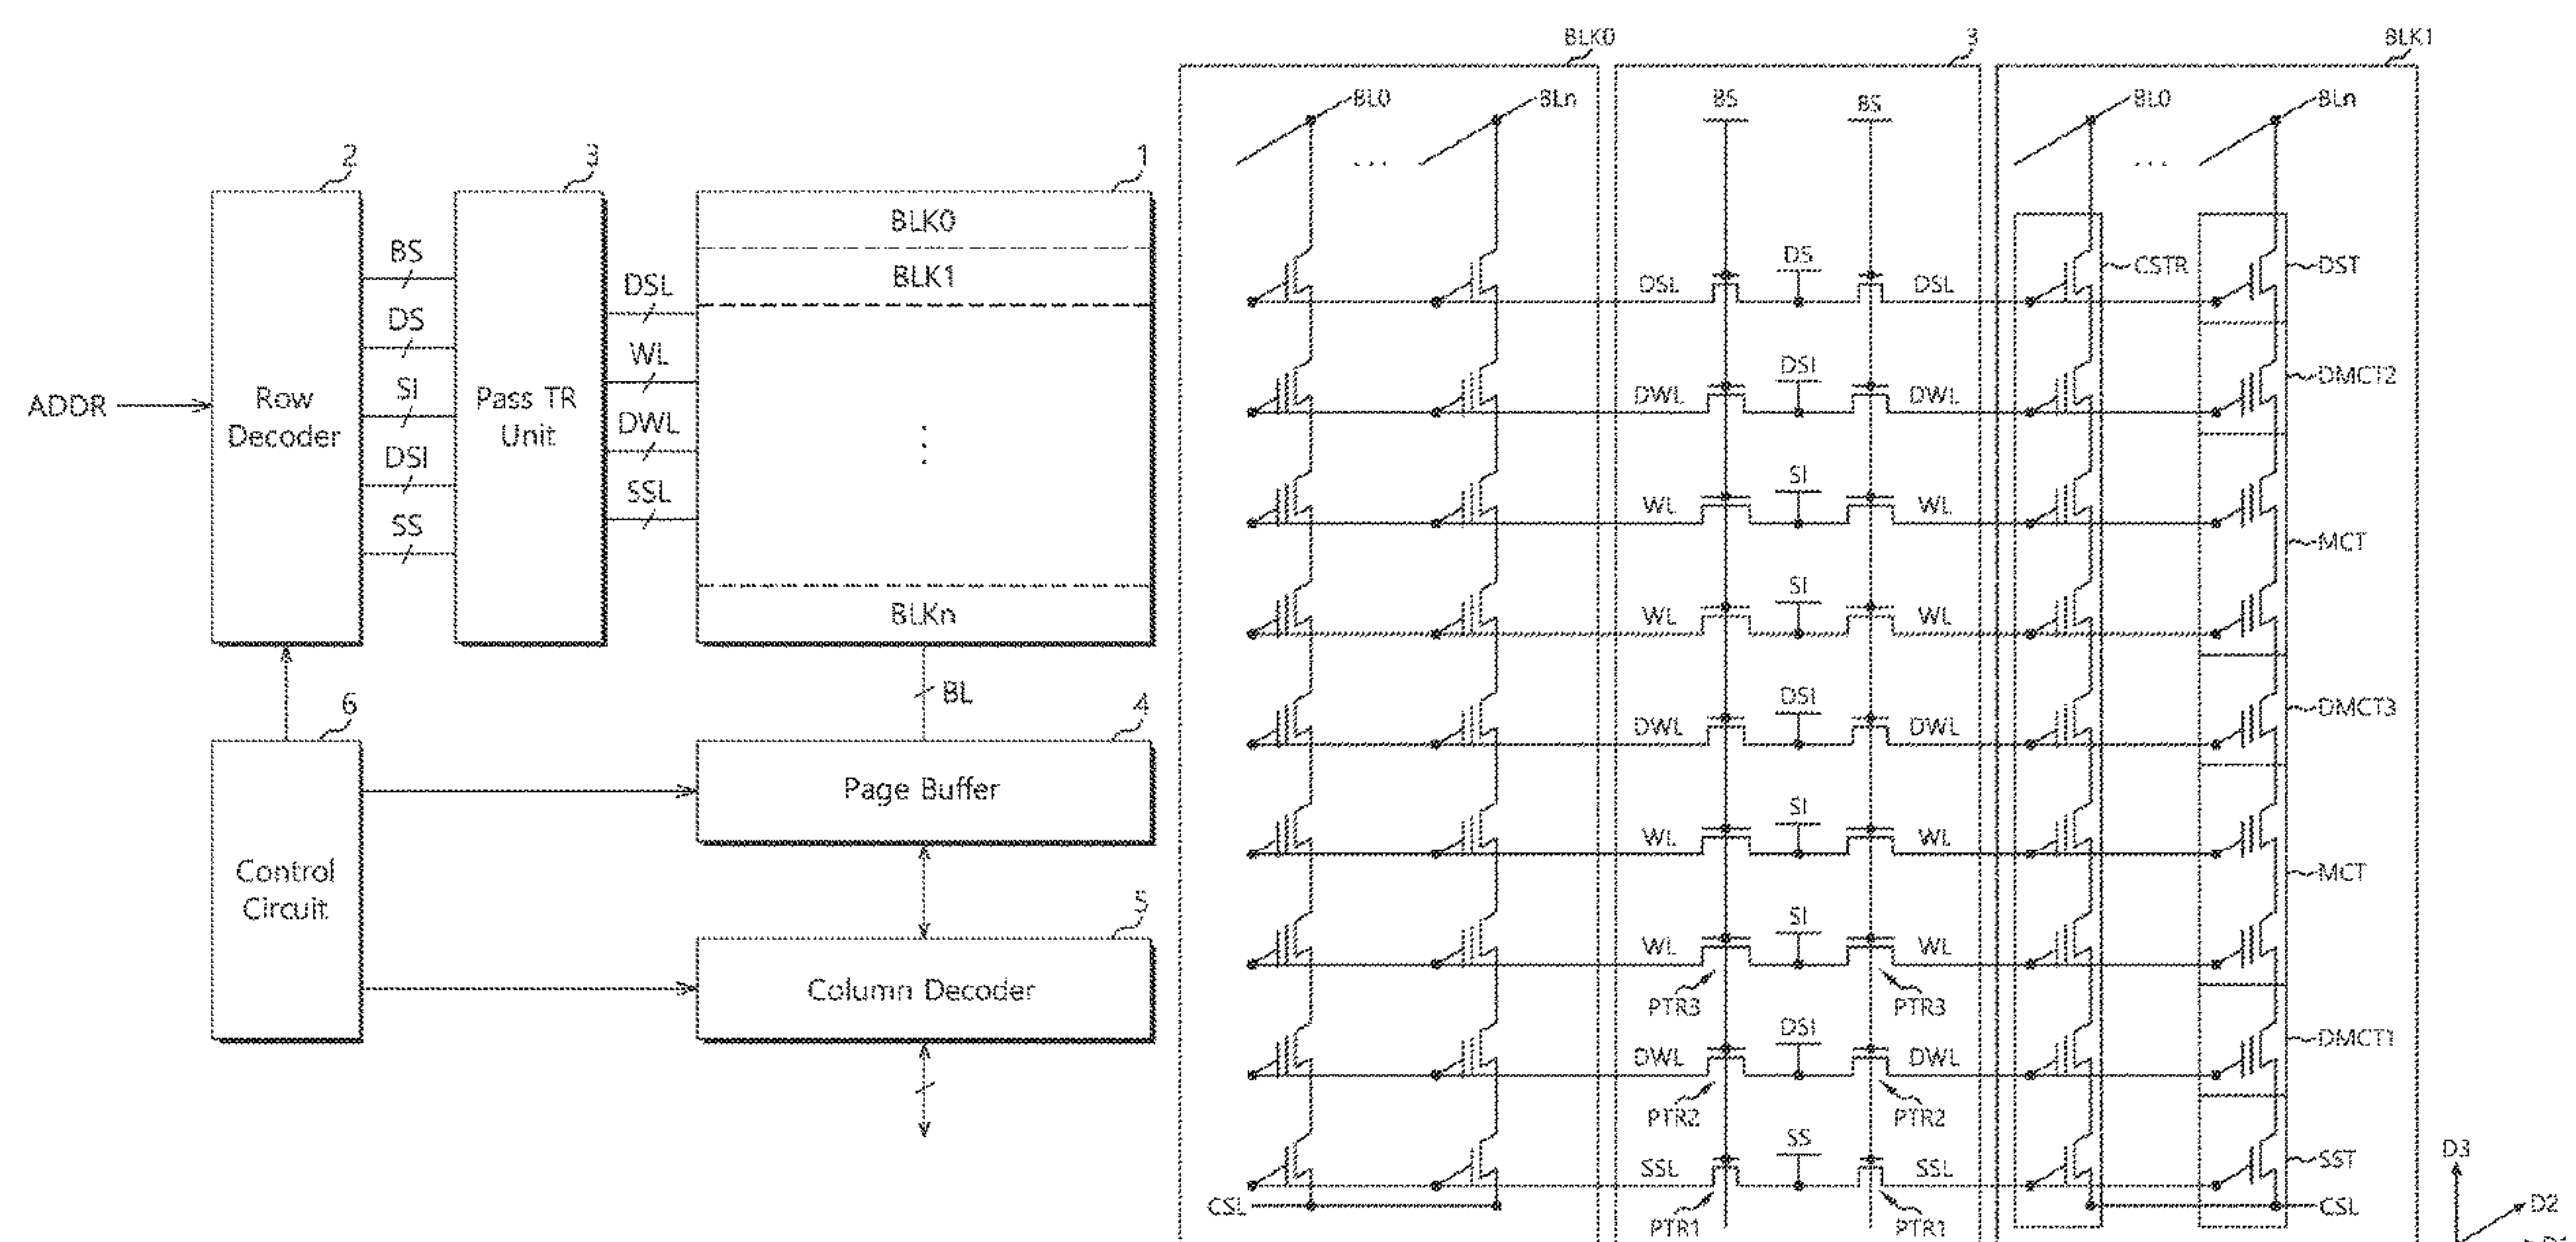 2
3
1
BLK0
BLK1
BLKn
BS
DS
SI
DSI
SS
DSL
WL
DWL
SSL
ADDR
Row
Decoder
Pass TR
Unit
BL
6
4
5
Control
Circuit
Page Buffer
Column Decoder
BLK0
3
BLK1
BL0
BLn
BS
BS
BL0
BLn
. . .
. . .
DSL
DS
DSL
CSTR
DST
DWL
DSI
DWL
DMCT2
WL
SI
WL
MCT
WL
SI
WL
DWL
DSI
DWL
DMCT3
WL
SI
WL
MCT
WL
SI
WL
PTR3
PTR3
DWL
DSI
DWL
DMCT1
PTR2
PTR2
SSL
SS
SSL
SST
CSL
CSL
PTR1
PTR1
D3
D2